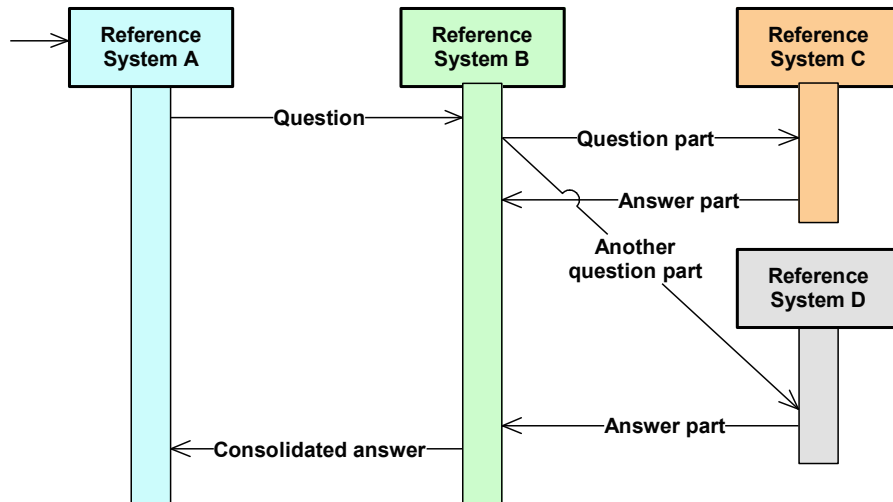 Reference
System A
Reference
System B
Reference
System C
Question
Question part
Answer part
Another
question part
Reference
System D
Answer part
Consolidated answer